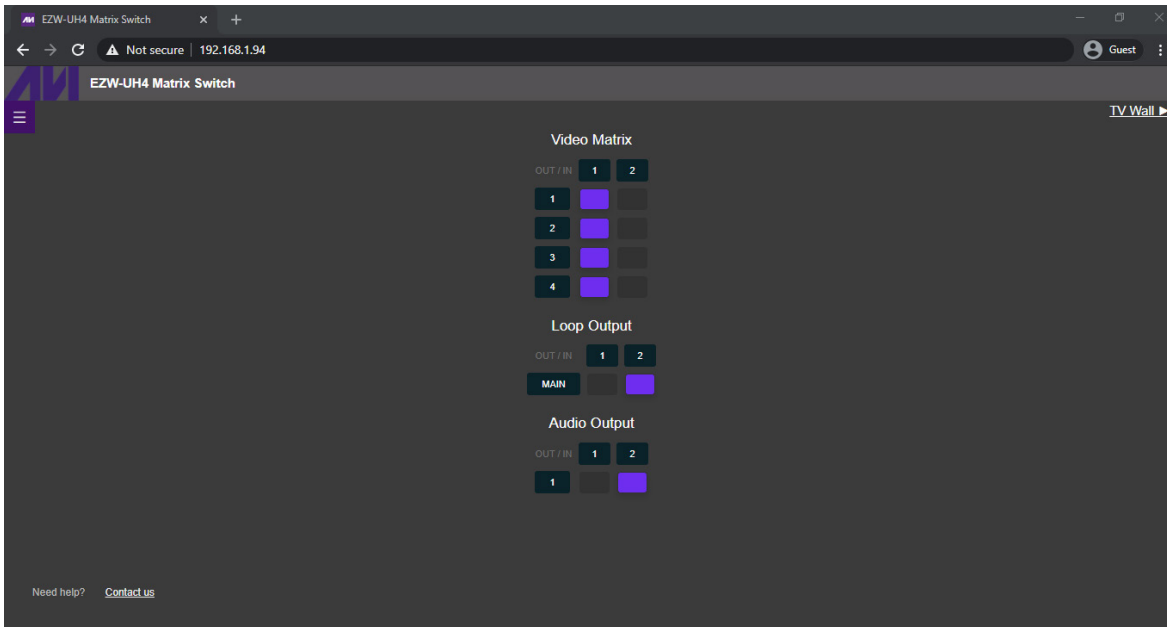 EZW-UH4 Matrix Switch
Not secure | 192.168.1.94
Guest
EZW-UH4 Matrix Switch
TV Wall ▶
Video Matrix
OUT / IN 1 2
1
2
3
4
Loop Output
OUT / IN 1 2
MAIN
Audio Output
OUT / IN 1 2
1
Need help? Contact us